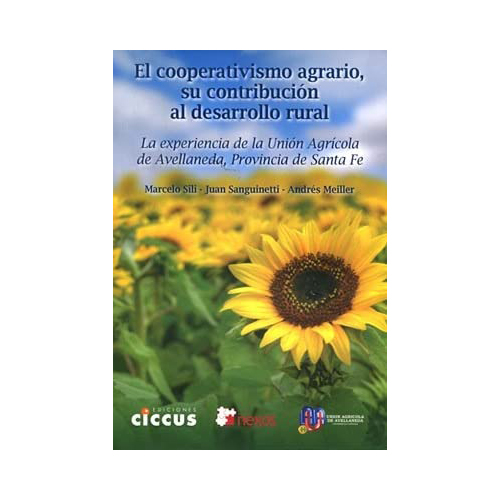 El cooperativismo agrario,
su contribución
al desarrollo rural
La experiencia de la Unión Agrícola
de Avellaneda, Provincia de Santa Fe
Marcelo Sili - Juan Sanguinetti - Andrés Meiller
EDICIONES
CICCUS
UNION AGRICOLA
DE AVELLANEDA